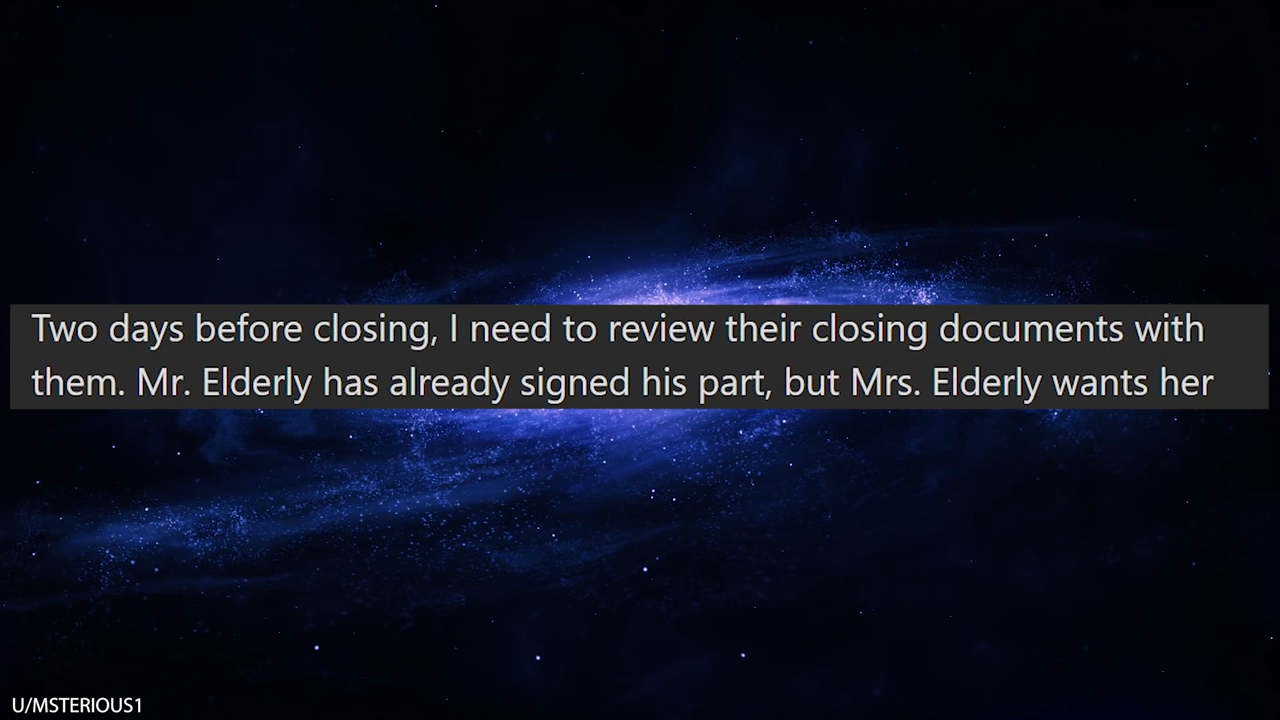 Two days before closing, I need to review their closing documents with
them. Mr. Elderly has already signed his part, but Mrs. Elderly wants her
U/MSTERIOUS1